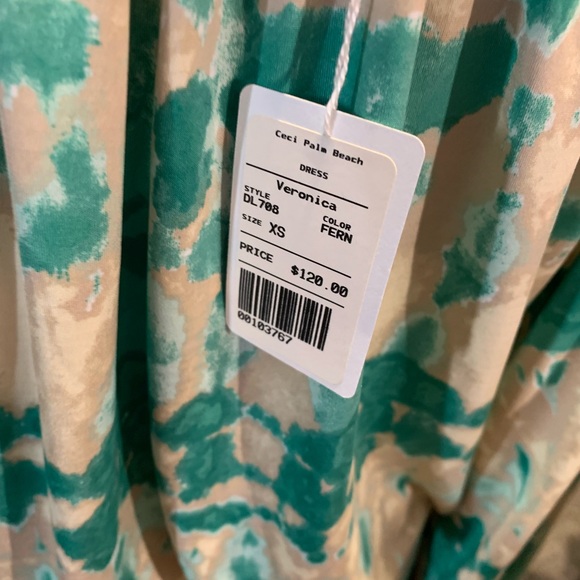 Ceci Palm Beach
DRESS
Veronica
STYLE COLOR
DL708 FERN
SIZE XS
PRICE $120.00
00103767